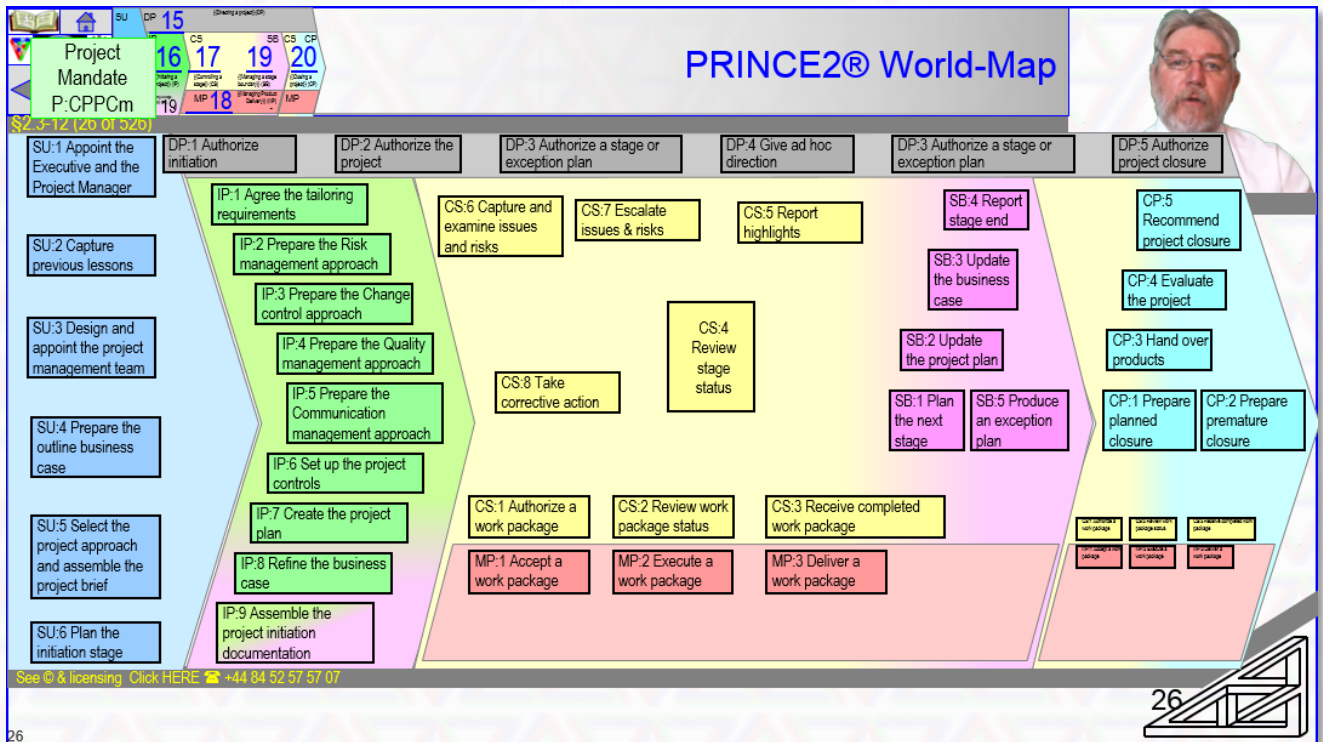 SU
DP 15
{(Directing a project)(DP)
Project
Mandate
P:CPPCm
16
CS
17
SB
19
CS CP
20
19
MP 18
MP
PRINCE2® World-Map
§2.3-12 (26 of 526)
SU:1 Appoint the
Executive and the
Project Manager
SU:2 Capture
previous lessons
SU:3 Design and
appoint the project
management team
SU:4 Prepare the
outline business
case
SU:5 Select the
project approach
and assemble the
project brief
SU:6 Plan the
initiation stage
DP:1 Authorize
initiation
DP:2 Authorize the
project
DP:3 Authorize a stage or
exception plan
DP:4 Give ad hoc
direction
DP:3 Authorize a stage or
exception plan
DP:5 Authorize
project closure
IP:1 Agree the tailoring
requirements
IP:2 Prepare the Risk
management approach
IP:3 Prepare the Change
control approach
IP:4 Prepare the Quality
management approach
IP:5 Prepare the
Communication
management approach
IP:6 Set up the project
controls
IP:7 Create the project
plan
IP:8 Refine the business
case
IP:9 Assemble the
project initiation
documentation
CS:6 Capture and
examine issues
and risks
CS:7 Escalate
issues & risks
CS:5 Report
highlights
CS:4
Review
stage
status
CS:8 Take
corrective action
CS:1 Authorize a
work package
CS:2 Review work
package status
CS:3 Receive completed
work package
MP:1 Accept a
work package
MP:2 Execute a
work package
MP:3 Deliver a
work package
SB:4 Report
stage end
SB:3 Update
the business
case
SB:2 Update
the project plan
SB:1 Plan
the next
stage
SB:5 Produce
an exception
plan
CP:5
Recommend
project closure
CP:4 Evaluate
the project
CP:3 Hand over
products
CP:1 Prepare
planned
closure
CP:2 Prepare
premature
closure
See © & licensing Click HERE ☎ +44 84 52 57 57 07
26
26